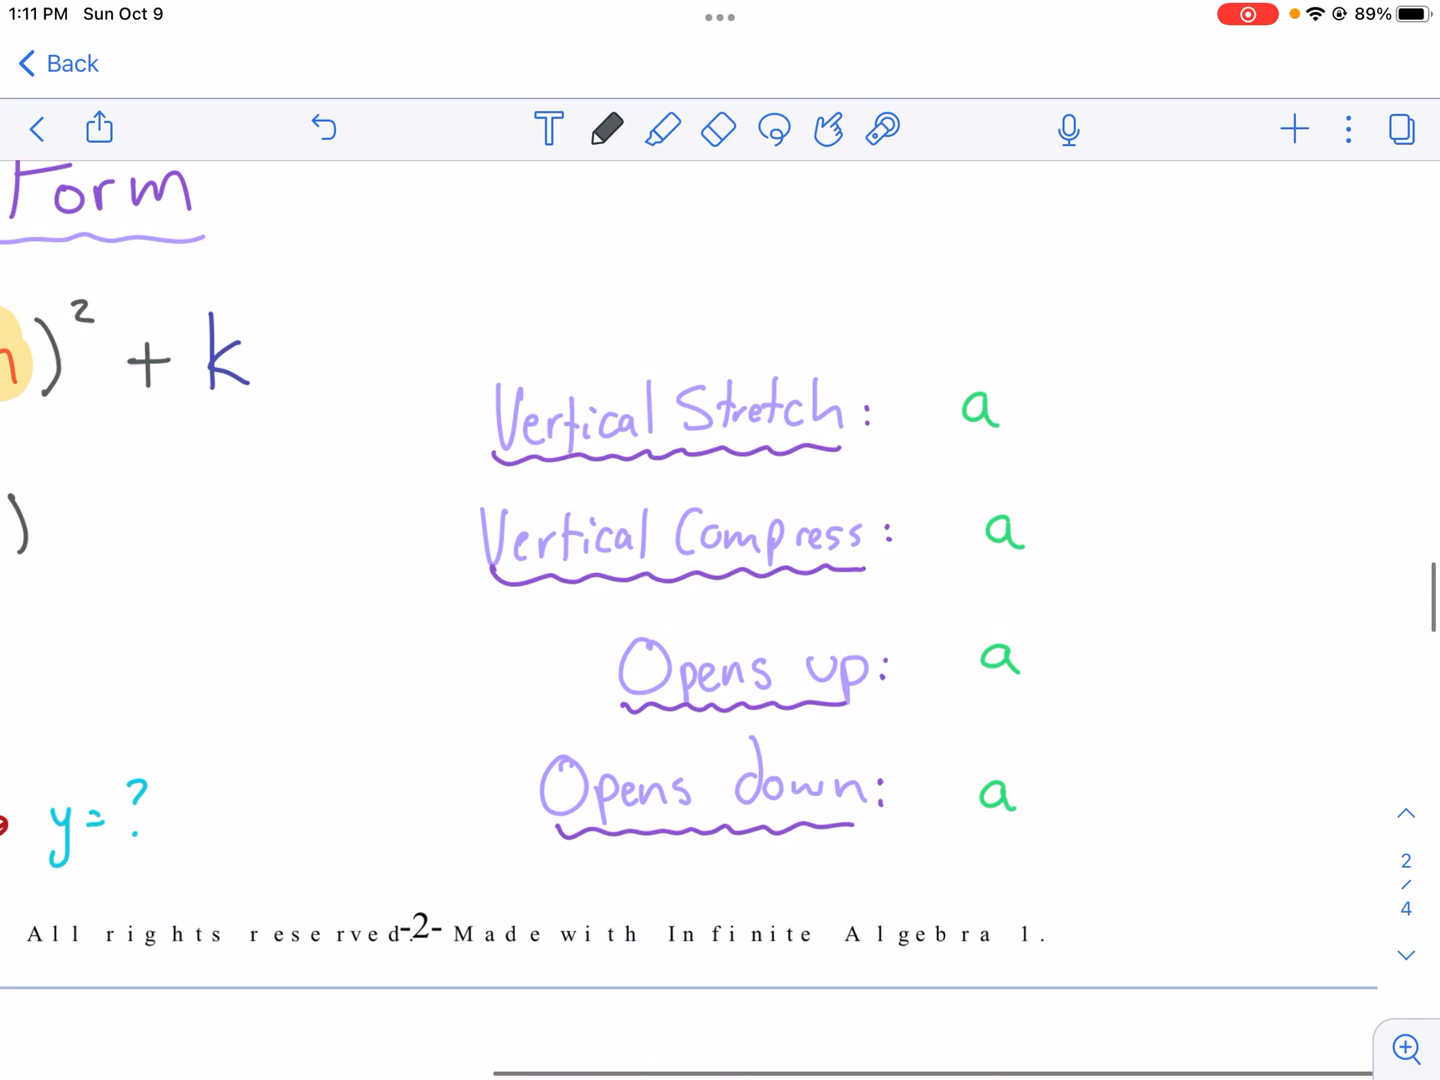 1:11 PM Sun Oct 9
89%
Back
T
Form
h)² + k
Vertical Stretch: a
)
Vertical Compress: a
Opens up: a
Opens down: a
y = ?
2
/
4
All rights reserved. -2- Made with Infinite Algebra 1.